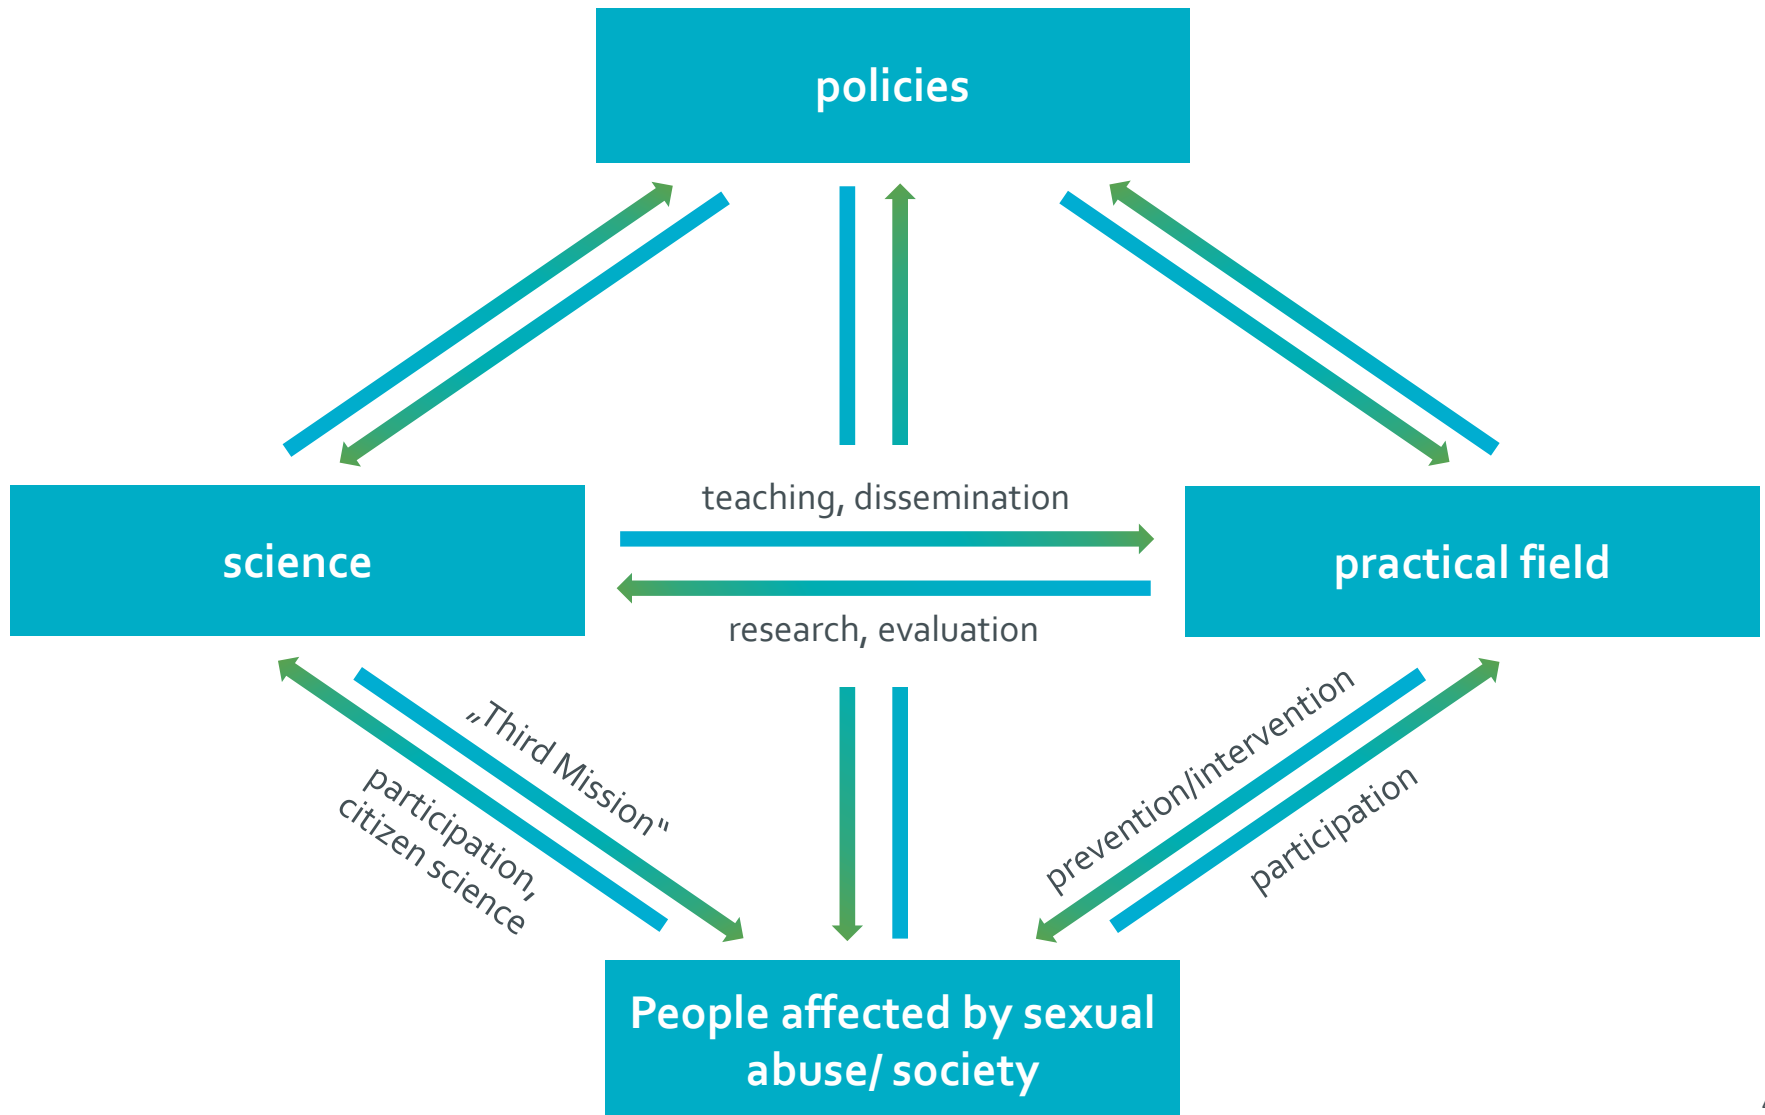 policies
teaching, dissemination
science
practical field
research, evaluation
„Third Mission“
participation,
citizen science
prevention/intervention
participation
People affected by sexual
abuse/ society